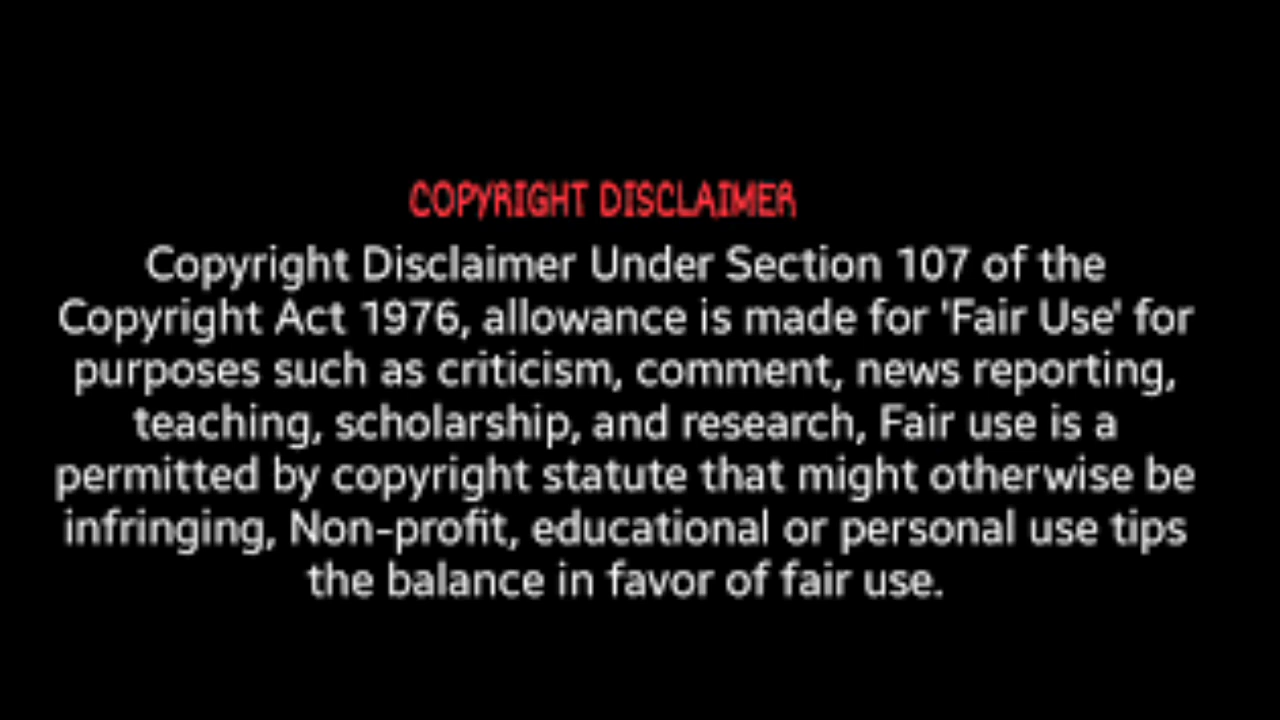 COPYRIGHT DISCLAIMER
Copyright Disclaimer Under Section 107 of the
Copyright Act 1976, allowance is made for 'Fair Use' for
purposes such as criticism, comment, news reporting,
teaching, scholarship, and research, Fair use is a
permitted by copyright statute that might otherwise be
infringing, Non-profit, educational or personal use tips
the balance in favor of fair use.